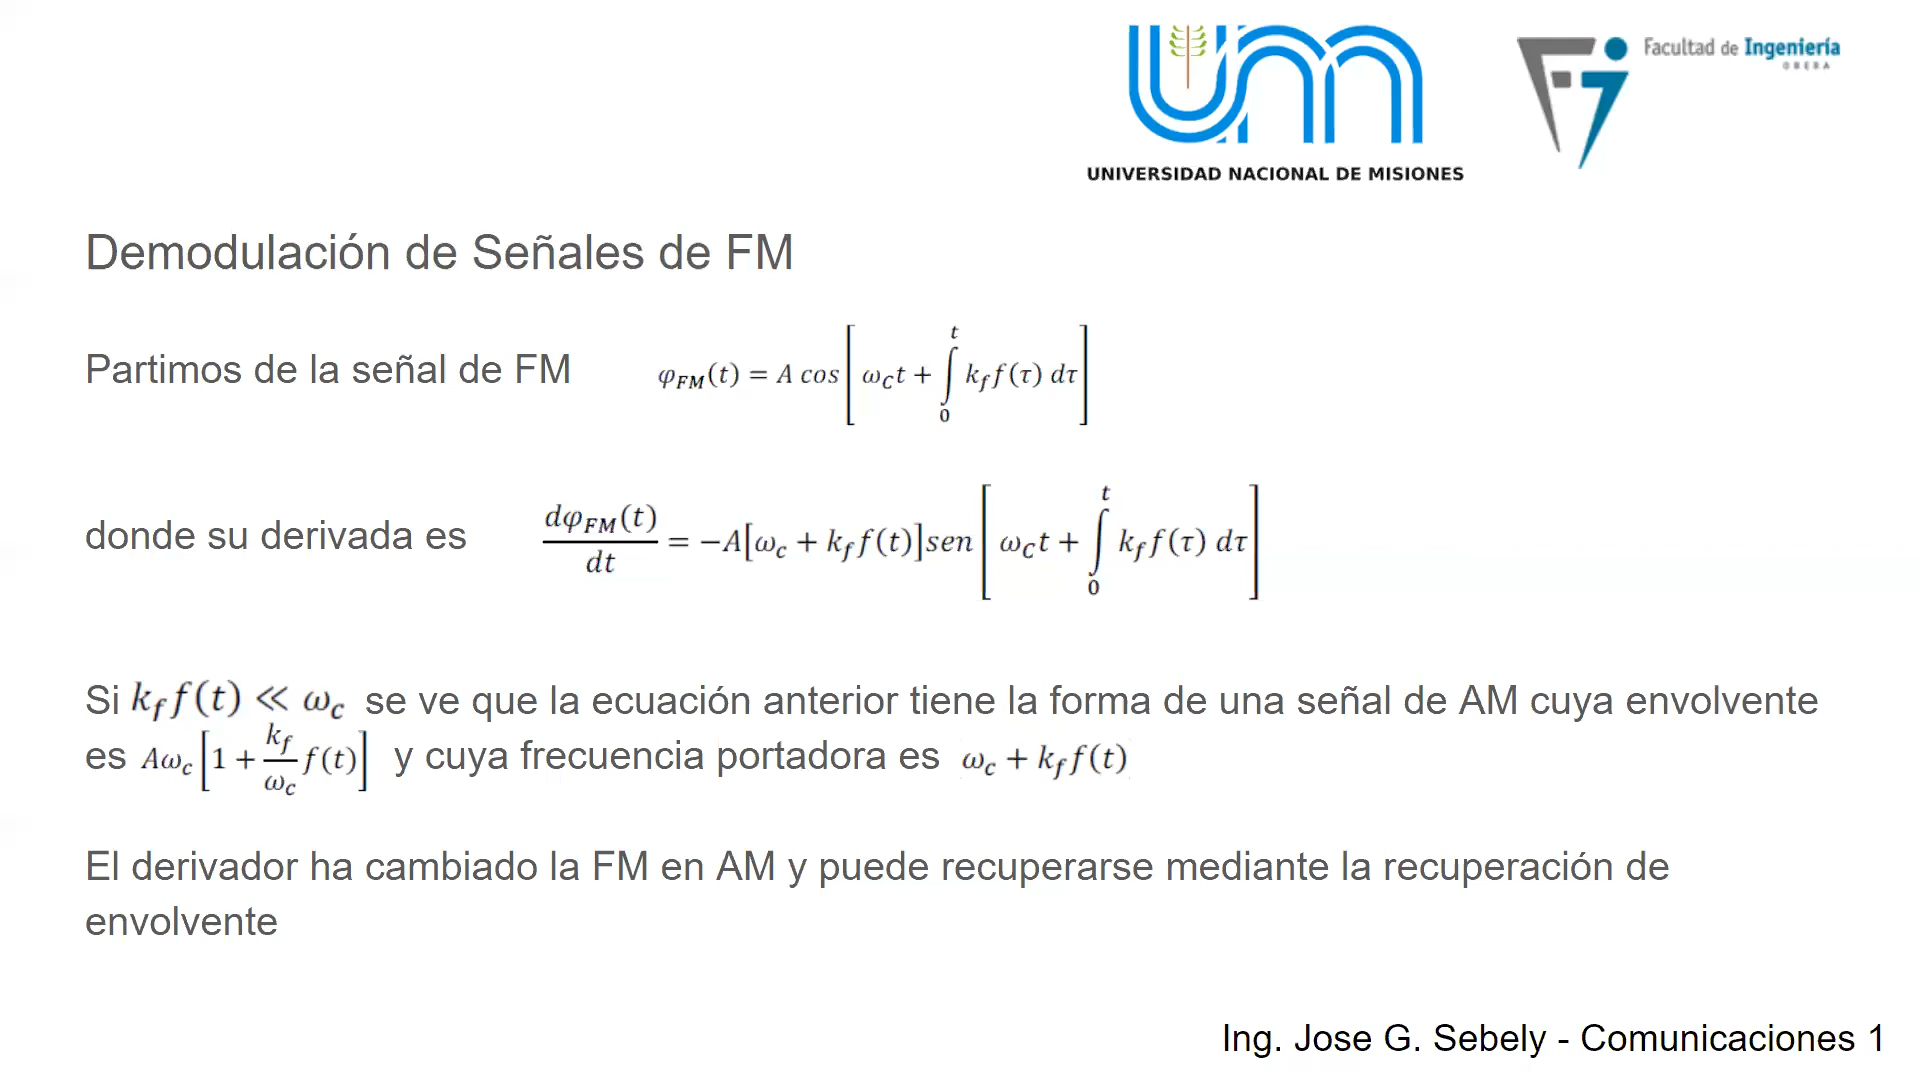 UNIVERSIDAD NACIONAL DE MISIONES
Facultad de Ingeniería
OBERA
Demodulación de Señales de FM
Partimos de la señal de FM φ_FM(t) = A cos[ω_C t + ∫_0^t k_f f(τ) dτ]
donde su derivada es dφ_FM(t)/dt = −A[ω_c + k_f f(t)]sen[ω_C t + ∫_0^t k_f f(τ) dτ]
Si k_f f(t) ≪ ω_c se ve que la ecuación anterior tiene la forma de una señal de AM cuya envolvente
es Aω_c[1 + k_f/ω_c f(t)] y cuya frecuencia portadora es ω_c + k_f f(t)
El derivador ha cambiado la FM en AM y puede recuperarse mediante la recuperación de
envolvente
Ing. Jose G. Sebely - Comunicaciones 1